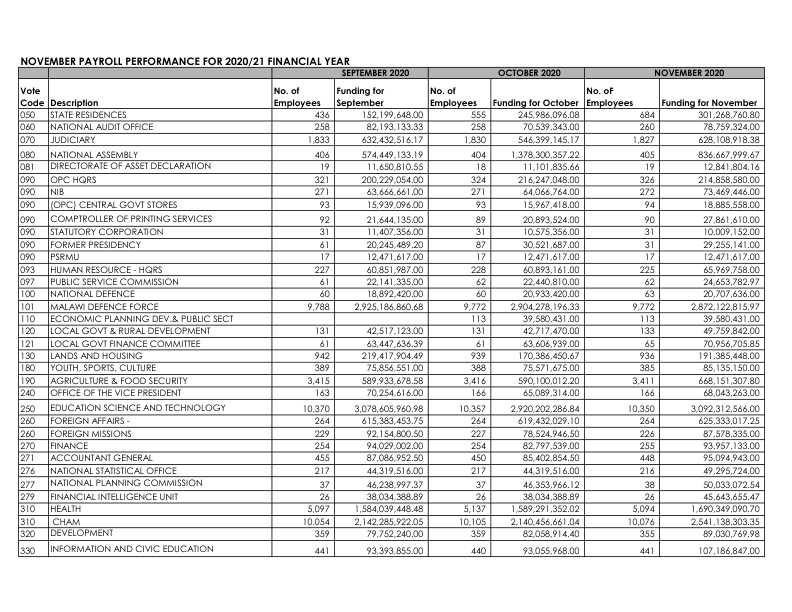 NOVEMBER PAYROLL PERFORMANCE FOR 2020/21 FINANCIAL YEAR
SEPTEMBER 2020 OCTOBER 2020 NOVEMBER 2020
Vote Code Description No. of Employees Funding for September No. of Employees Funding for October No. oF Employees Funding for November
050 STATE RESIDENCES 436 152,199,648.00 555 245,986,096.08 684 301,268,760.80
060 NATIONAL AUDIT OFFICE 258 82,193,133.33 258 70,539,343.00 260 78,759,324.00
070 JUDICIARY 1,833 632,432,516.17 1,830 546,399,145.17 1,827 628,108,918.38
080 NATIONAL ASSEMBLY 406 574,449,133.19 404 1,378,300,357.22 405 836,667,999.67
081 DIRECTORATE OF ASSET DECLARATION 19 11,650,810.55 18 11,101,835.66 19 12,841,804.16
090 OPC HQRS 321 200,229,054.00 324 216,247,048.00 326 214,858,580.00
090 NIB 271 63,666,661.00 271 64,066,764.00 272 73,469,446.00
090 (OPC) CENTRAL GOVT STORES 93 15,939,096.00 93 15,967,418.00 94 18,885,558.00
090 COMPTROLLER OF PRINTING SERVICES 92 21,644,135.00 89 20,893,524.00 90 27,861,610.00
090 STATUTORY CORPORATION 31 11,407,356.00 31 10,575,356.00 31 10,009,152.00
090 FORMER PRESIDENCY 61 20,245,489.20 87 30,521,687.00 61 29,255,141.00
090 PSRMU 17 12,471,617.00 17 12,471,617.00 17 12,471,617.00
093 HUMAN RESOURCE - HQRS 227 60,851,987.00 228 60,893,161.00 225 65,969,758.00
097 PUBLIC SERVICE COMMISSION 61 22,141,335.00 62 22,440,810.00 62 24,653,782.97
100 NATIONAL DEFENCE 60 18,892,420.00 60 20,933,420.00 63 20,707,636.00
101 MALAWI DEFENCE FORCE 9,788 2,925,186,860.68 9,772 2,904,278,196.33 9,772 2,872,122,815.97
110 ECONOMIC PLANNING DEV.& PUBLIC SECT 113 39,580,431.00 113 39,580,431.00
120 LOCAL GOVT & RURAL DEVELOPMENT 131 42,517,123.00 131 42,717,470.00 133 49,759,842.00
121 LOCAL GOVT FINANCE COMMITTEE 61 63,447,636.39 61 63,606,939.00 65 70,956,705.85
130 LANDS AND HOUSING 942 219,417,904.49 939 170,386,450.67 936 191,385,448.00
180 YOUTH, SPORTS, CULTURE 389 75,856,551.00 388 75,571,675.00 385 85,135,150.00
190 AGRICULTURE & FOOD SECURITY 3,415 589,933,678.58 3,416 590,100,012.20 3,411 668,151,307.80
240 OFFICE OF THE VICE PRESIDENT 163 70,254,616.00 166 65,089,314.00 166 68,043,263.00
250 EDUCATION SCIENCE AND TECHNOLOGY 10,370 3,078,605,960.98 10,357 2,920,202,286.84 10,350 3,092,312,566.00
260 FOREIGN AFFAIRS - 264 615,383,453.75 264 619,432,029.10 264 625,333,017.25
260 FOREIGN MISSIONS 229 92,154,800.50 227 78,524,946.50 226 87,578,335.00
270 FINANCE 254 94,029,002.00 254 82,797,539.00 255 93,957,133.00
271 ACCOUNTANT GENERAL 455 87,086,952.50 450 85,402,854.50 448 95,094,943.00
276 NATIONAL STATISTICAL OFFICE 217 44,319,516.00 217 44,319,516.00 216 49,295,724.00
277 NATIONAL PLANNING COMMISSION 37 46,238,997.37 37 46,353,966.12 38 50,033,072.54
279 FINANCIAL INTELLIGENCE UNIT 26 38,034,388.89 26 38,034,388.89 26 45,643,655.47
310 HEALTH 5,097 1,584,039,448.48 5,137 1,589,291,352.02 5,094 1,690,349,090.70
310 CHAM 10,054 2,142,285,922.05 10,105 2,140,456,661.04 10,076 2,541,138,303.35
320 DEVELOPMENT 359 79,752,240.00 359 82,058,914.40 355 89,030,769.98
330 INFORMATION AND CIVIC EDUCATION 441 93,393,855.00 440 93,055,968.00 441 107,186,847.00